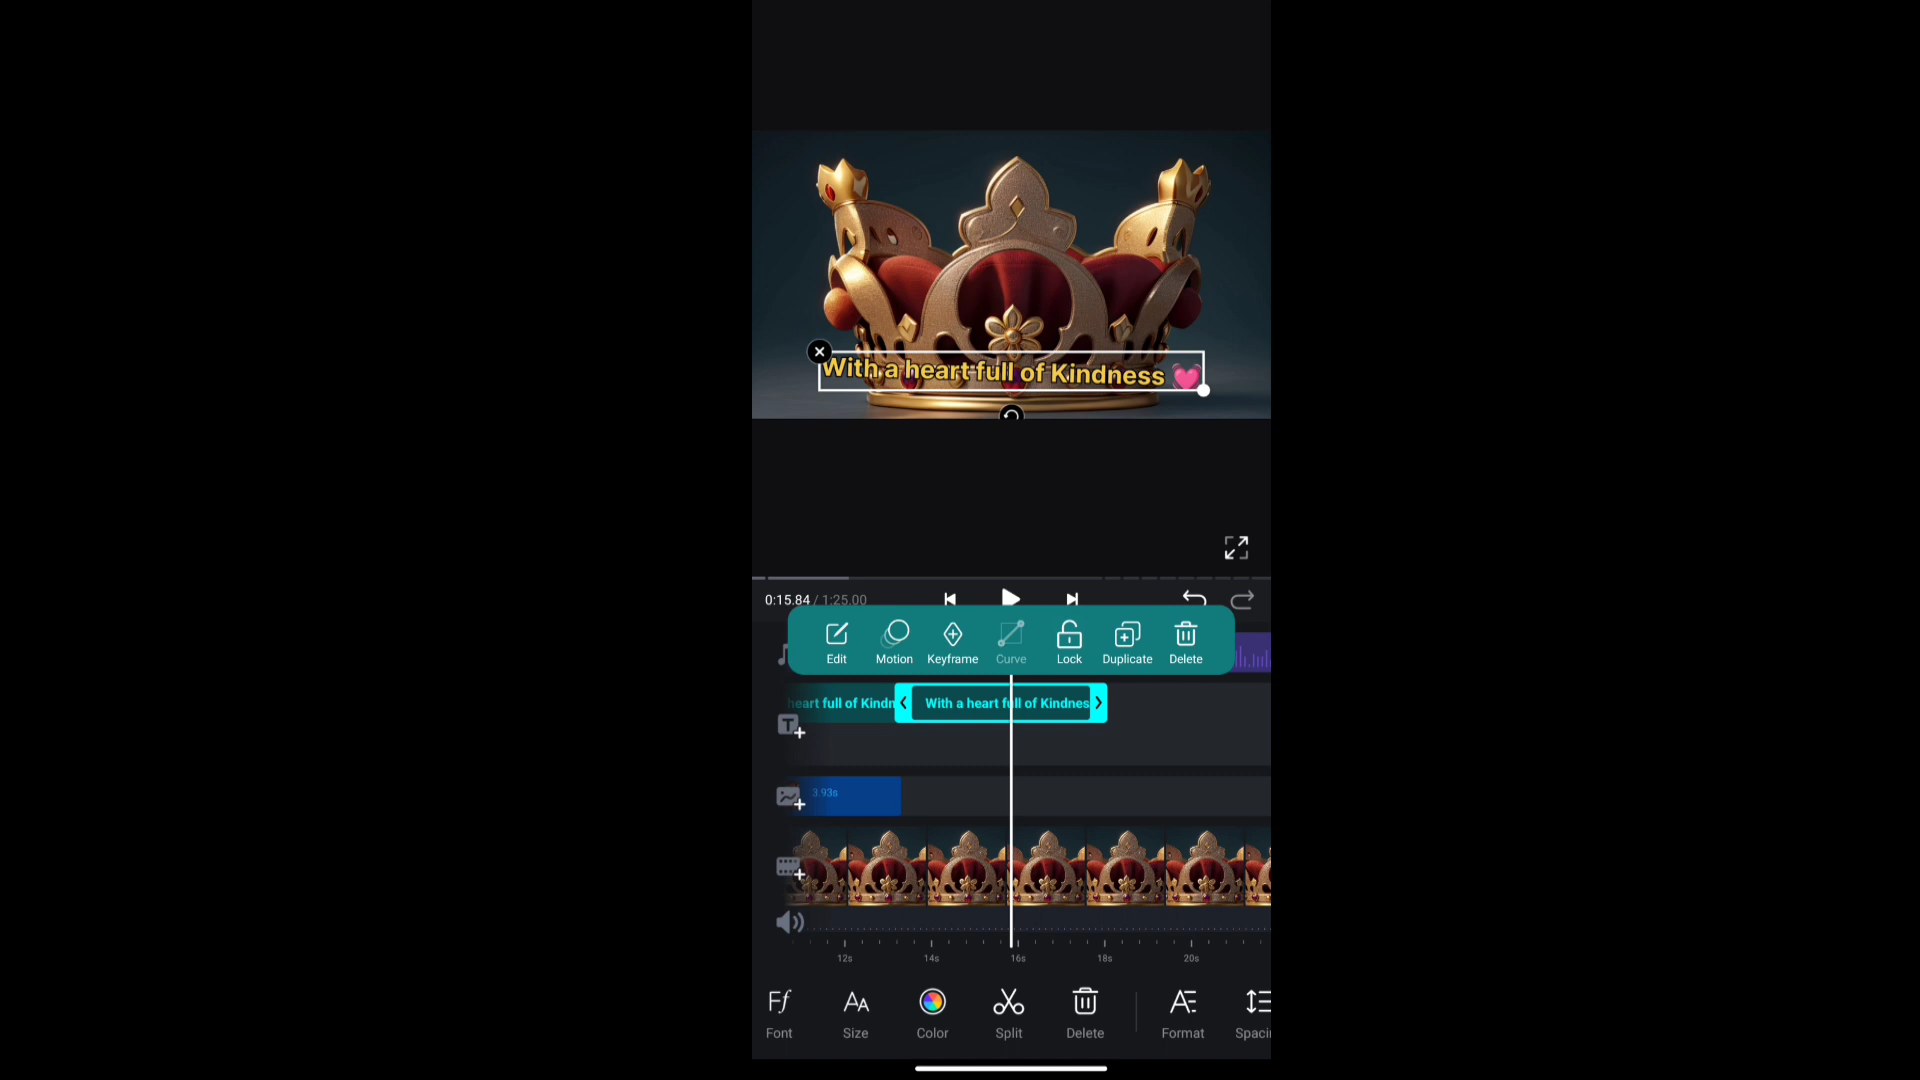 With a heart full of Kindness 💓
0:15.84 / 1:25.00
Edit
Motion
Keyframe
Curve
Lock
Duplicate
Delete
heart full of Kindn
With a heart full of Kindnes
3.93s
12s
14s
16s
18s
20s
Font
Size
Color
Split
Delete
Format
Spacin